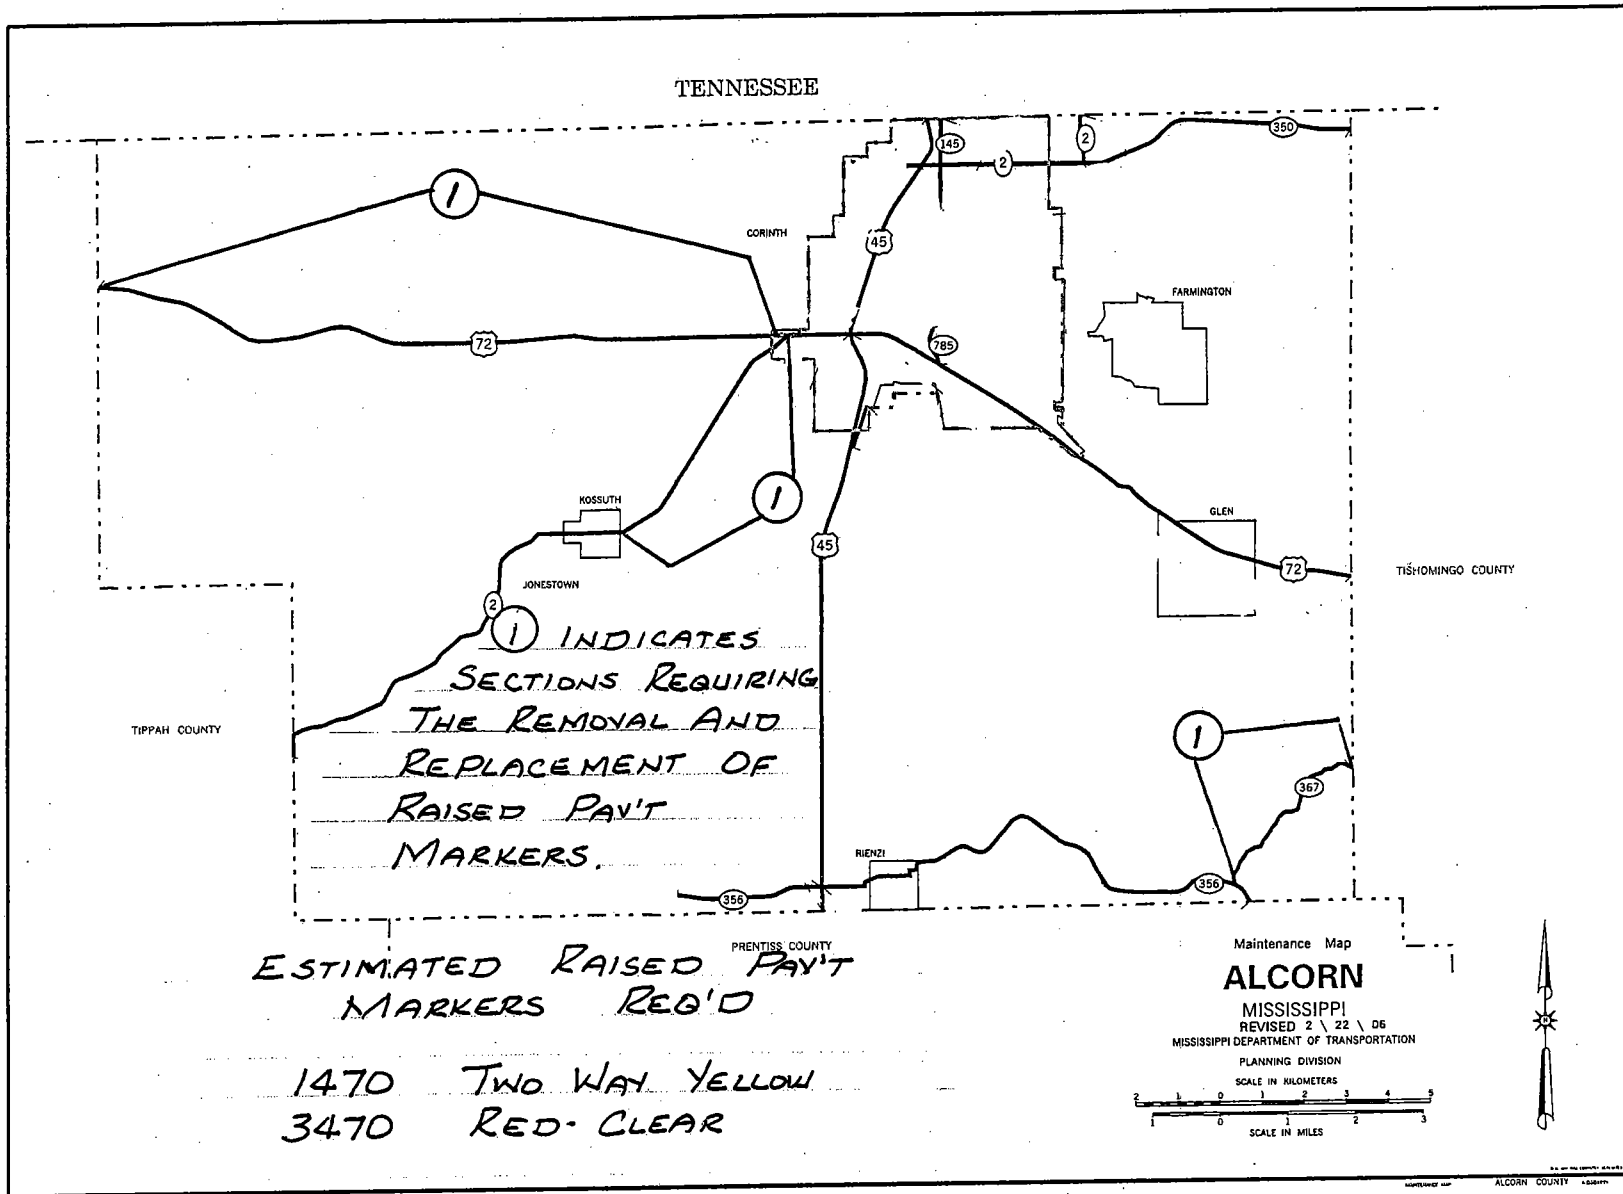 TENNESSEE
145
2
2
350
1
CORINTH
45
FARMINGTON
72
785
1
KOSSUTH
GLEN
45
72
TISHOMINGO COUNTY
JONESTOWN
2
1 INDICATES
SECTIONS REQUIRING
THE REMOVAL AND
REPLACEMENT OF
RAISED PAV'T
MARKERS.
TIPPAH COUNTY
1
367
RIENZI
356
356
PRENTISS COUNTY
ESTIMATED RAISED PAV'T
MARKERS REQ'D
1470 TWO WAY YELLOW
3470 RED-CLEAR
Maintenance Map
ALCORN
MISSISSIPPI
REVISED 2 \ 22 \ 06
MISSISSIPPI DEPARTMENT OF TRANSPORTATION
PLANNING DIVISION
SCALE IN KILOMETERS
2 1 0 1 2 3 4 5
1 0 1 2 3
SCALE IN MILES
N
MAINTENANCE MAP
ALCORN COUNTY